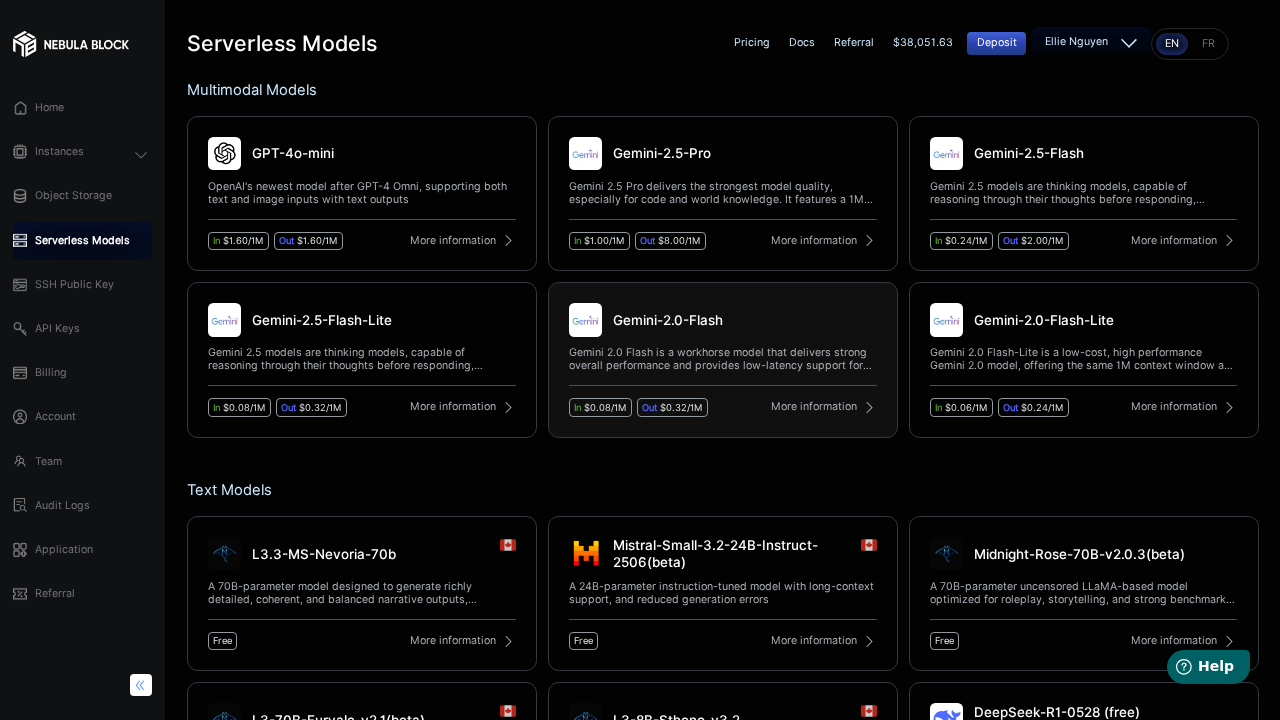 NEBULA BLOCK
Home
Instances
Object Storage
Serverless Models
SSH Public Key
API Keys
Billing
Account
Team
Audit Logs
Application
Referral
Serverless Models
Pricing
Docs
Referral
$38,051.63
Deposit
Ellie Nguyen
EN
FR
Multimodal Models
GPT-4o-mini
OpenAI's newest model after GPT-4 Omni, supporting both
text and image inputs with text outputs
In $1.60/1M
Out $1.60/1M
More information
Gemini
Gemini-2.5-Pro
Gemini 2.5 Pro delivers the strongest model quality,
especially for code and world knowledge. It features a 1M...
In $1.00/1M
Out $8.00/1M
More information
Gemini
Gemini-2.5-Flash
Gemini 2.5 models are thinking models, capable of
reasoning through their thoughts before responding,...
In $0.24/1M
Out $2.00/1M
More information
Gemini
Gemini-2.5-Flash-Lite
Gemini 2.5 models are thinking models, capable of
reasoning through their thoughts before responding,...
In $0.08/1M
Out $0.32/1M
More information
Gemini
Gemini-2.0-Flash
Gemini 2.0 Flash is a workhorse model that delivers strong
overall performance and provides low-latency support for...
In $0.08/1M
Out $0.32/1M
More information
Gemini
Gemini-2.0-Flash-Lite
Gemini 2.0 Flash-Lite is a low-cost, high performance
Gemini 2.0 model, offering the same 1M context window a...
In $0.06/1M
Out $0.24/1M
More information
Text Models
L3.3-MS-Nevoria-70b
A 70B-parameter model designed to generate richly
detailed, coherent, and balanced narrative outputs,...
Free
More information
Mistral-Small-3.2-24B-Instruct-
2506(beta)
A 24B-parameter instruction-tuned model with long-context
support, and reduced generation errors
Free
More information
Midnight-Rose-70B-v2.0.3(beta)
A 70B-parameter uncensored LLaMA-based model
optimized for roleplay, storytelling, and strong benchmark...
Free
More information
L3-70B-Euryale-v2.1(beta)
L3-8B-Stheno-v3.2
DeepSeek-R1-0528 (free)
Help